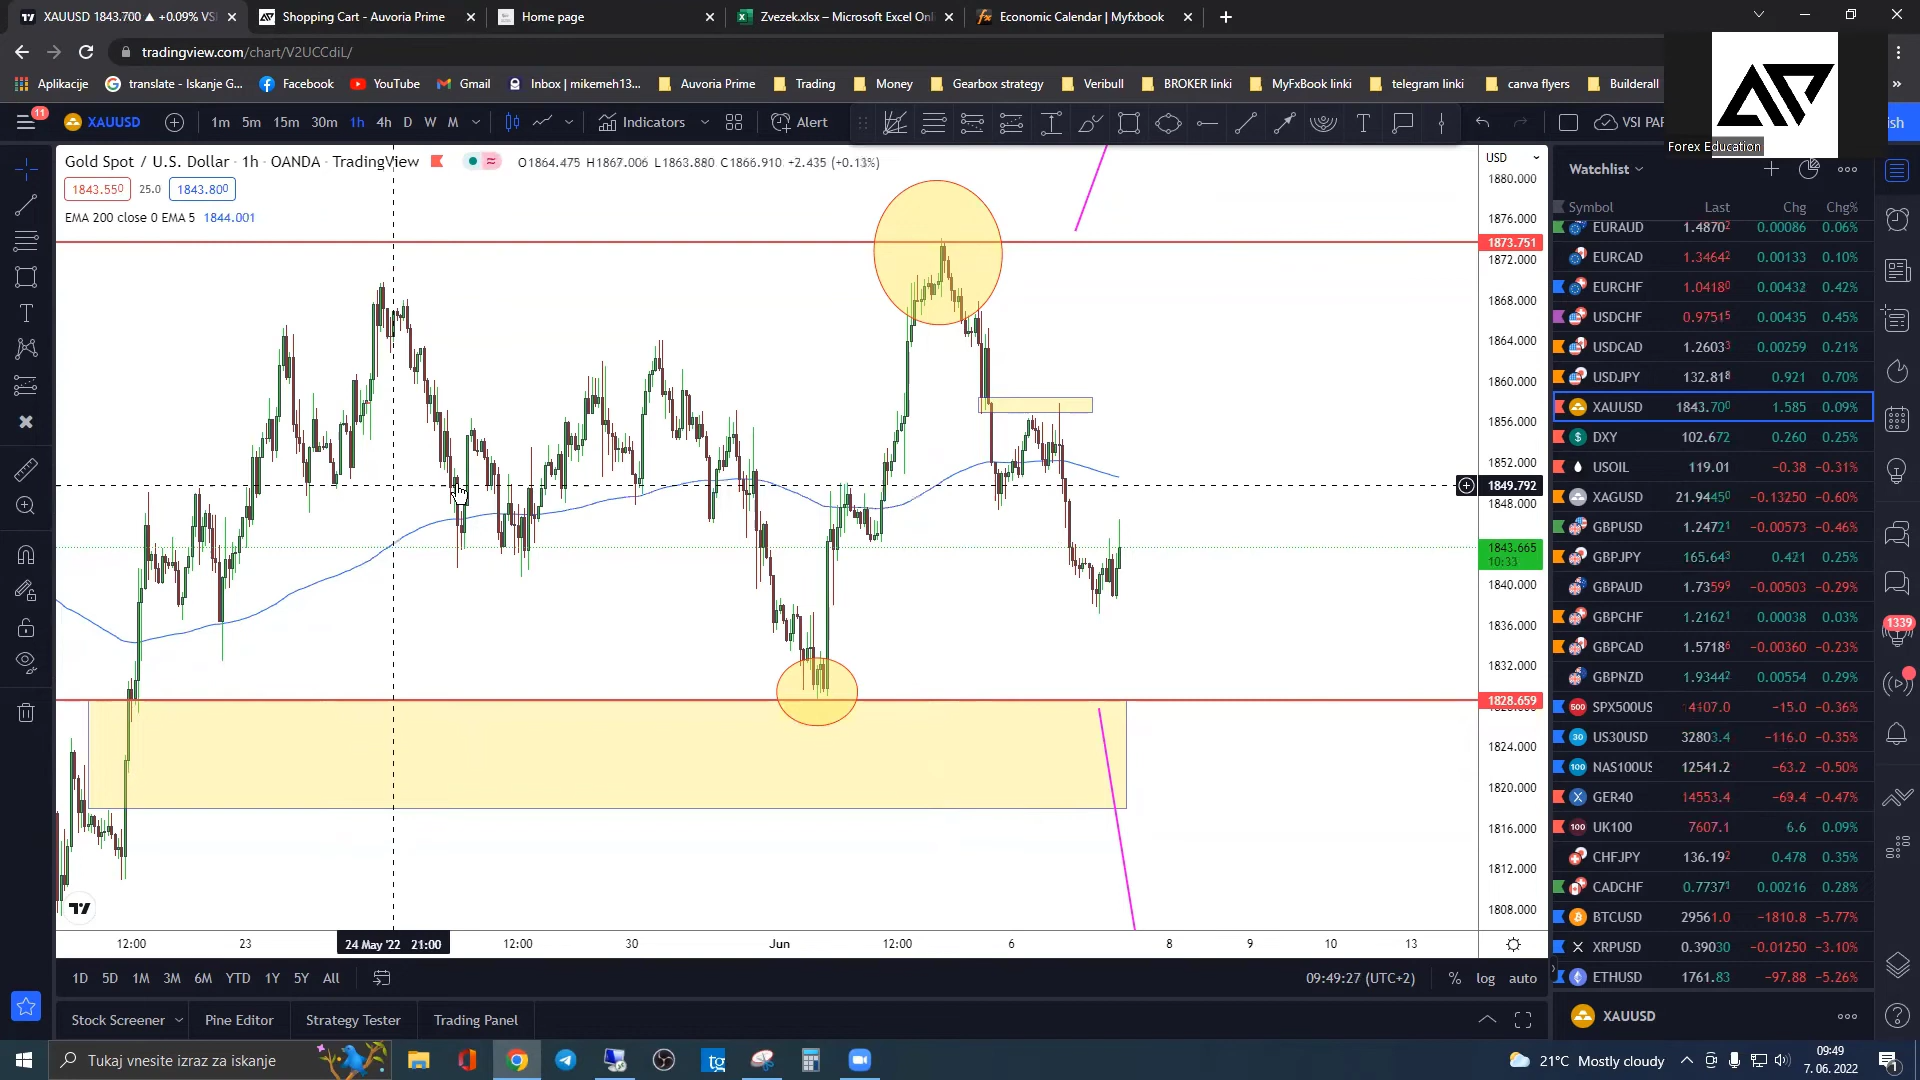 XAUUSD 1843.700 ▲ +0.09% VSI
Shopping Cart - Auvoria Prime
Home page
Zvezek.xlsx – Microsoft Excel Onl
Economic Calendar | Myfxbook
tradingview.com/chart/V2UCCdiL/
Aplikacije
translate - Iskanje G...
Facebook
YouTube
Gmail
Inbox | mikemeh13...
Auvoria Prime
Trading
Money
Gearbox strategy
Veribull
BROKER linki
MyFxBook linki
telegram linki
canva flyers
Builderall
Forex Education
11
XAUUSD
1m 5m 15m 30m 1h 4h D W M
Indicators
Alert
VSI PAR
sh
Gold Spot / U.S. Dollar · 1h · OANDA · TradingView
O1864.475 H1867.006 L1863.880 C1866.910 +2.435 (+0.13%)
1843.550 25.0 1843.800
EMA 200 close 0 EMA 5 1844.001
USD
1880.000
1876.000
1873.751
1872.000
1868.000
1864.000
1860.000
1856.000
1852.000
1849.792
1848.000
1843.665
10:33
1840.000
1836.000
1832.000
1828.659
1824.000
1820.000
1816.000
1812.000
1808.000
12:00 23 24 May '22 21:00 12:00 30 Jun 12:00 6 8 9 10 13
1D 5D 1M 3M 6M YTD 1Y 5Y All
09:49:27 (UTC+2) % log auto
Stock Screener Pine Editor Strategy Tester Trading Panel
Watchlist
Symbol Last Chg Chg%
EURAUD 1.48702 0.00086 0.06%
EURCAD 1.34642 0.00133 0.10%
EURCHF 1.04180 0.00432 0.42%
USDCHF 0.97515 0.00435 0.45%
USDCAD 1.26033 0.00259 0.21%
USDJPY 132.818 0.921 0.70%
XAUUSD 1843.700 1.585 0.09%
DXY 102.672 0.260 0.25%
USOIL 119.01 −0.38 −0.31%
XAGUSD 21.94450 −0.13250 −0.60%
GBPUSD 1.24721 −0.00573 −0.46%
GBPJPY 165.643 0.421 0.25%
GBPAUD 1.73599 −0.00503 −0.29%
GBPCHF 1.21621 0.00038 0.03%
GBPCAD 1.57186 −0.00360 −0.23%
GBPNZD 1.93442 0.00554 0.29%
500 SPX500US 4107.0 −15.0 −0.36%
30 US30USD 32803.4 −116.0 −0.35%
100 NAS100US 12541.2 −63.2 −0.50%
GER40 14553.4 −69.4 −0.47%
100 UK100 7607.1 6.6 0.09%
CHFJPY 136.192 0.478 0.35%
CADCHF 0.77371 0.00216 0.28%
BTCUSD 29561.0 −1810.8 −5.77%
XRPUSD 0.39030 −0.01250 −3.10%
ETHUSD 1761.83 −97.88 −5.26%
XAUUSD
1339
Tukaj vnesite izraz za iskanje
tg
21°C Mostly cloudy
09:49
7. 06. 2022
1